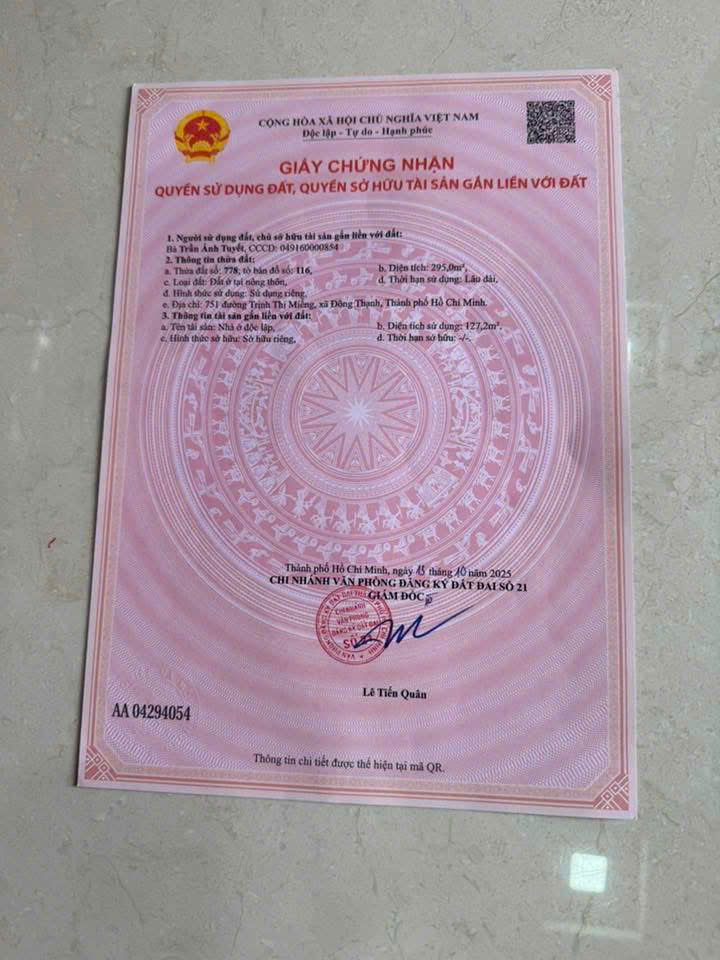 CỘNG HÒA XÃ HỘI CHỦ NGHĨA VIỆT NAM
Độc lập - Tự do - Hạnh phúc
GIẤY CHỨNG NHẬN
QUYỀN SỬ DỤNG ĐẤT, QUYỀN SỞ HỮU TÀI SẢN GẮN LIỀN VỚI ĐẤT
1. Người sử dụng đất, chủ sở hữu tài sản gắn liền với đất:
Bà Trần Ánh Tuyết, CCCD: 049160000854
2. Thông tin thửa đất:
a. Thửa đất số: 778; tờ bản đồ số: 116, b. Diện tích: 295,0m²,
c. Loại đất: Đất ở tại nông thôn, d. Thời hạn sử dụng: Lâu dài,
đ. Hình thức sử dụng: Sử dụng riêng,
e. Địa chỉ: 751 đường Trịnh Thị Miếng, xã Đông Thạnh, Thành phố Hồ Chí Minh.
3. Thông tin tài sản gắn liền với đất:
a. Tên tài sản: Nhà ở độc lập, b. Diện tích sử dụng: 127,2m²,
c. Hình thức sở hữu: Sở hữu riêng, d. Thời hạn sở hữu: -/-.
Thành phố Hồ Chí Minh, ngày 13 tháng 10 năm 2025
CHI NHÁNH VĂN PHÒNG ĐĂNG KÝ ĐẤT ĐAI SỐ 21
GIÁM ĐỐC
CHI NHÁNH
VĂN PHÒNG
ĐĂNG KÝ ĐẤT ĐAI
Lê Tiến Quân
AA 04294054
Thông tin chi tiết được thể hiện tại mã QR.